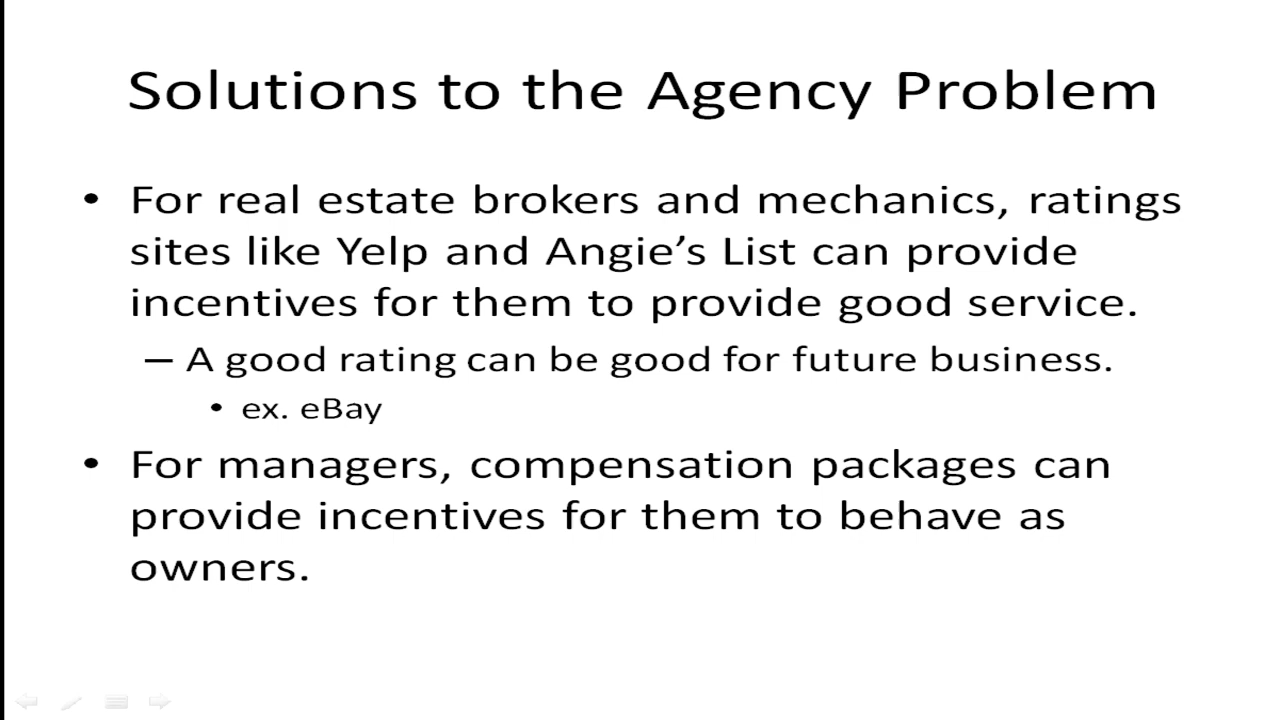 Solutions to the Agency Problem
• For real estate brokers and mechanics, ratings
sites like Yelp and Angie’s List can provide
incentives for them to provide good service.
– A good rating can be good for future business.
• ex. eBay
• For managers, compensation packages can
provide incentives for them to behave as
owners.